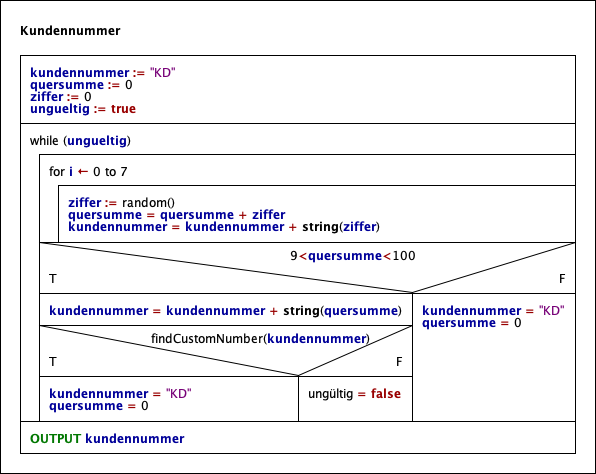 Kundennummer
kundennummer := "KD"
quersumme := 0
ziffer := 0
ungueltig := true
while (ungueltig)
for i ← 0 to 7
ziffer := random()
quersumme = quersumme + ziffer
kundennummer = kundennummer + string(ziffer)
9<quersumme<100
T
F
kundennummer = kundennummer + string(quersumme)
kundennummer = "KD"
quersumme = 0
findCustomNumber(kundennummer)
T
F
kundennummer = "KD"
quersumme = 0
ungültig = false
OUTPUT kundennummer